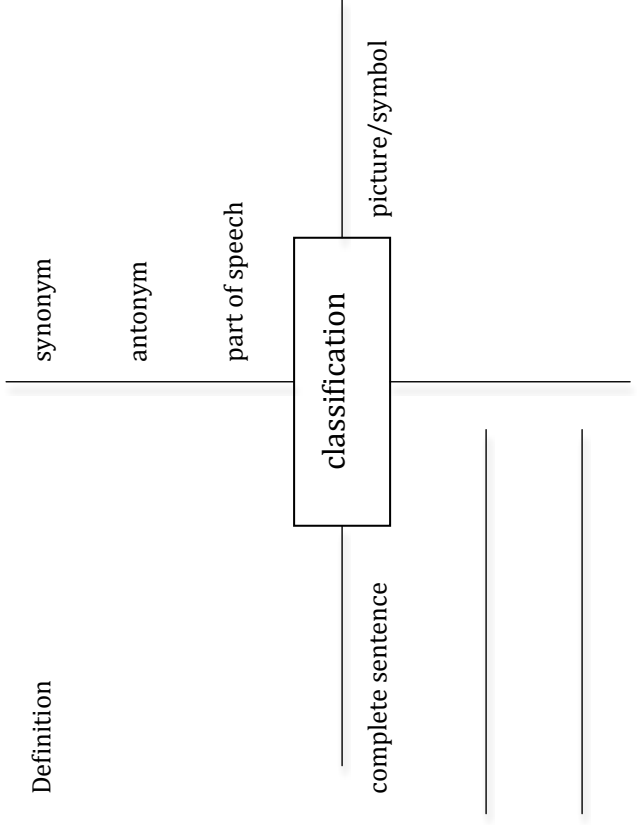 Definition
synonym
antonym
part of speech
classification
complete sentence
picture/symbol